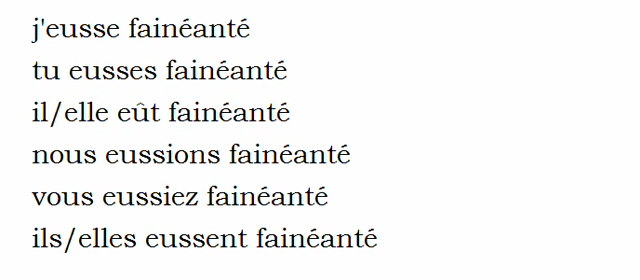 j'eusse fainéanté
tu eusses fainéanté
il/elle eût fainéanté
nous eussions fainéanté
vous eussiez fainéanté
ils/elles eussent fainéanté